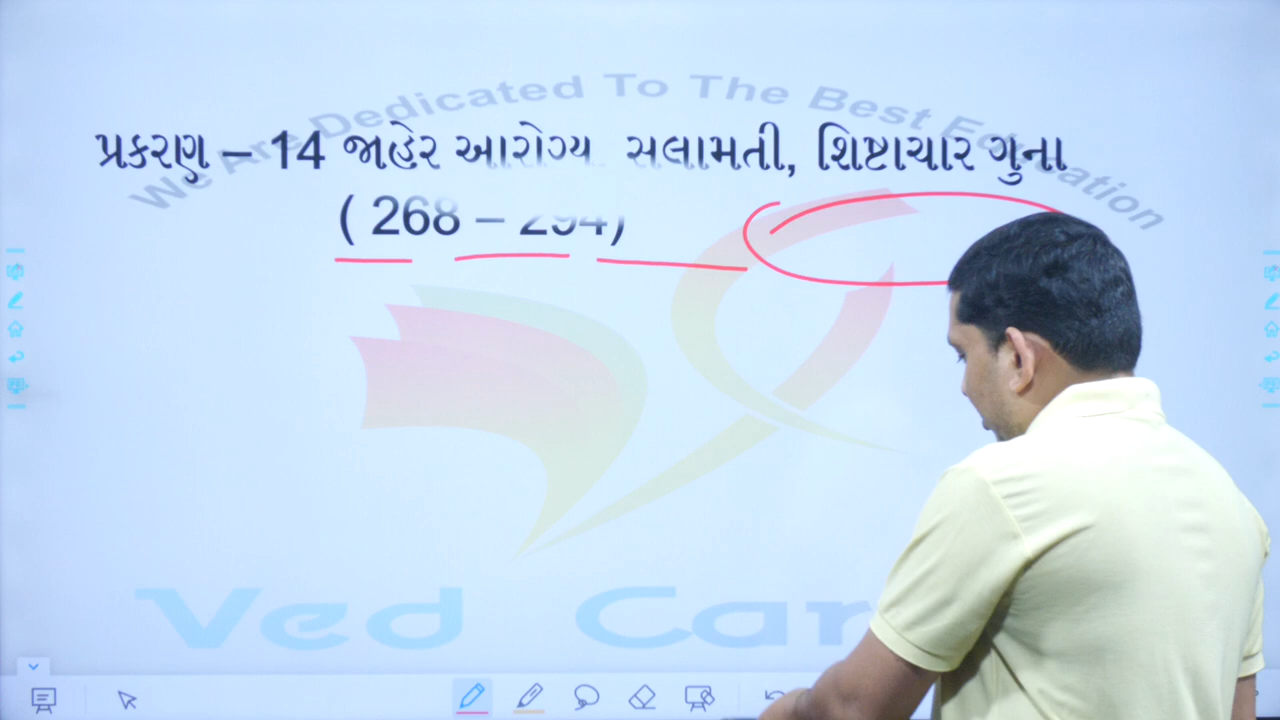 We Are Dedicated To The Best Education
પ્રકરણ – 14 જાહેર આરોગ્ય, સલામતી, શિષ્ટાચાર ગુના
( 268 – 294)
Ved